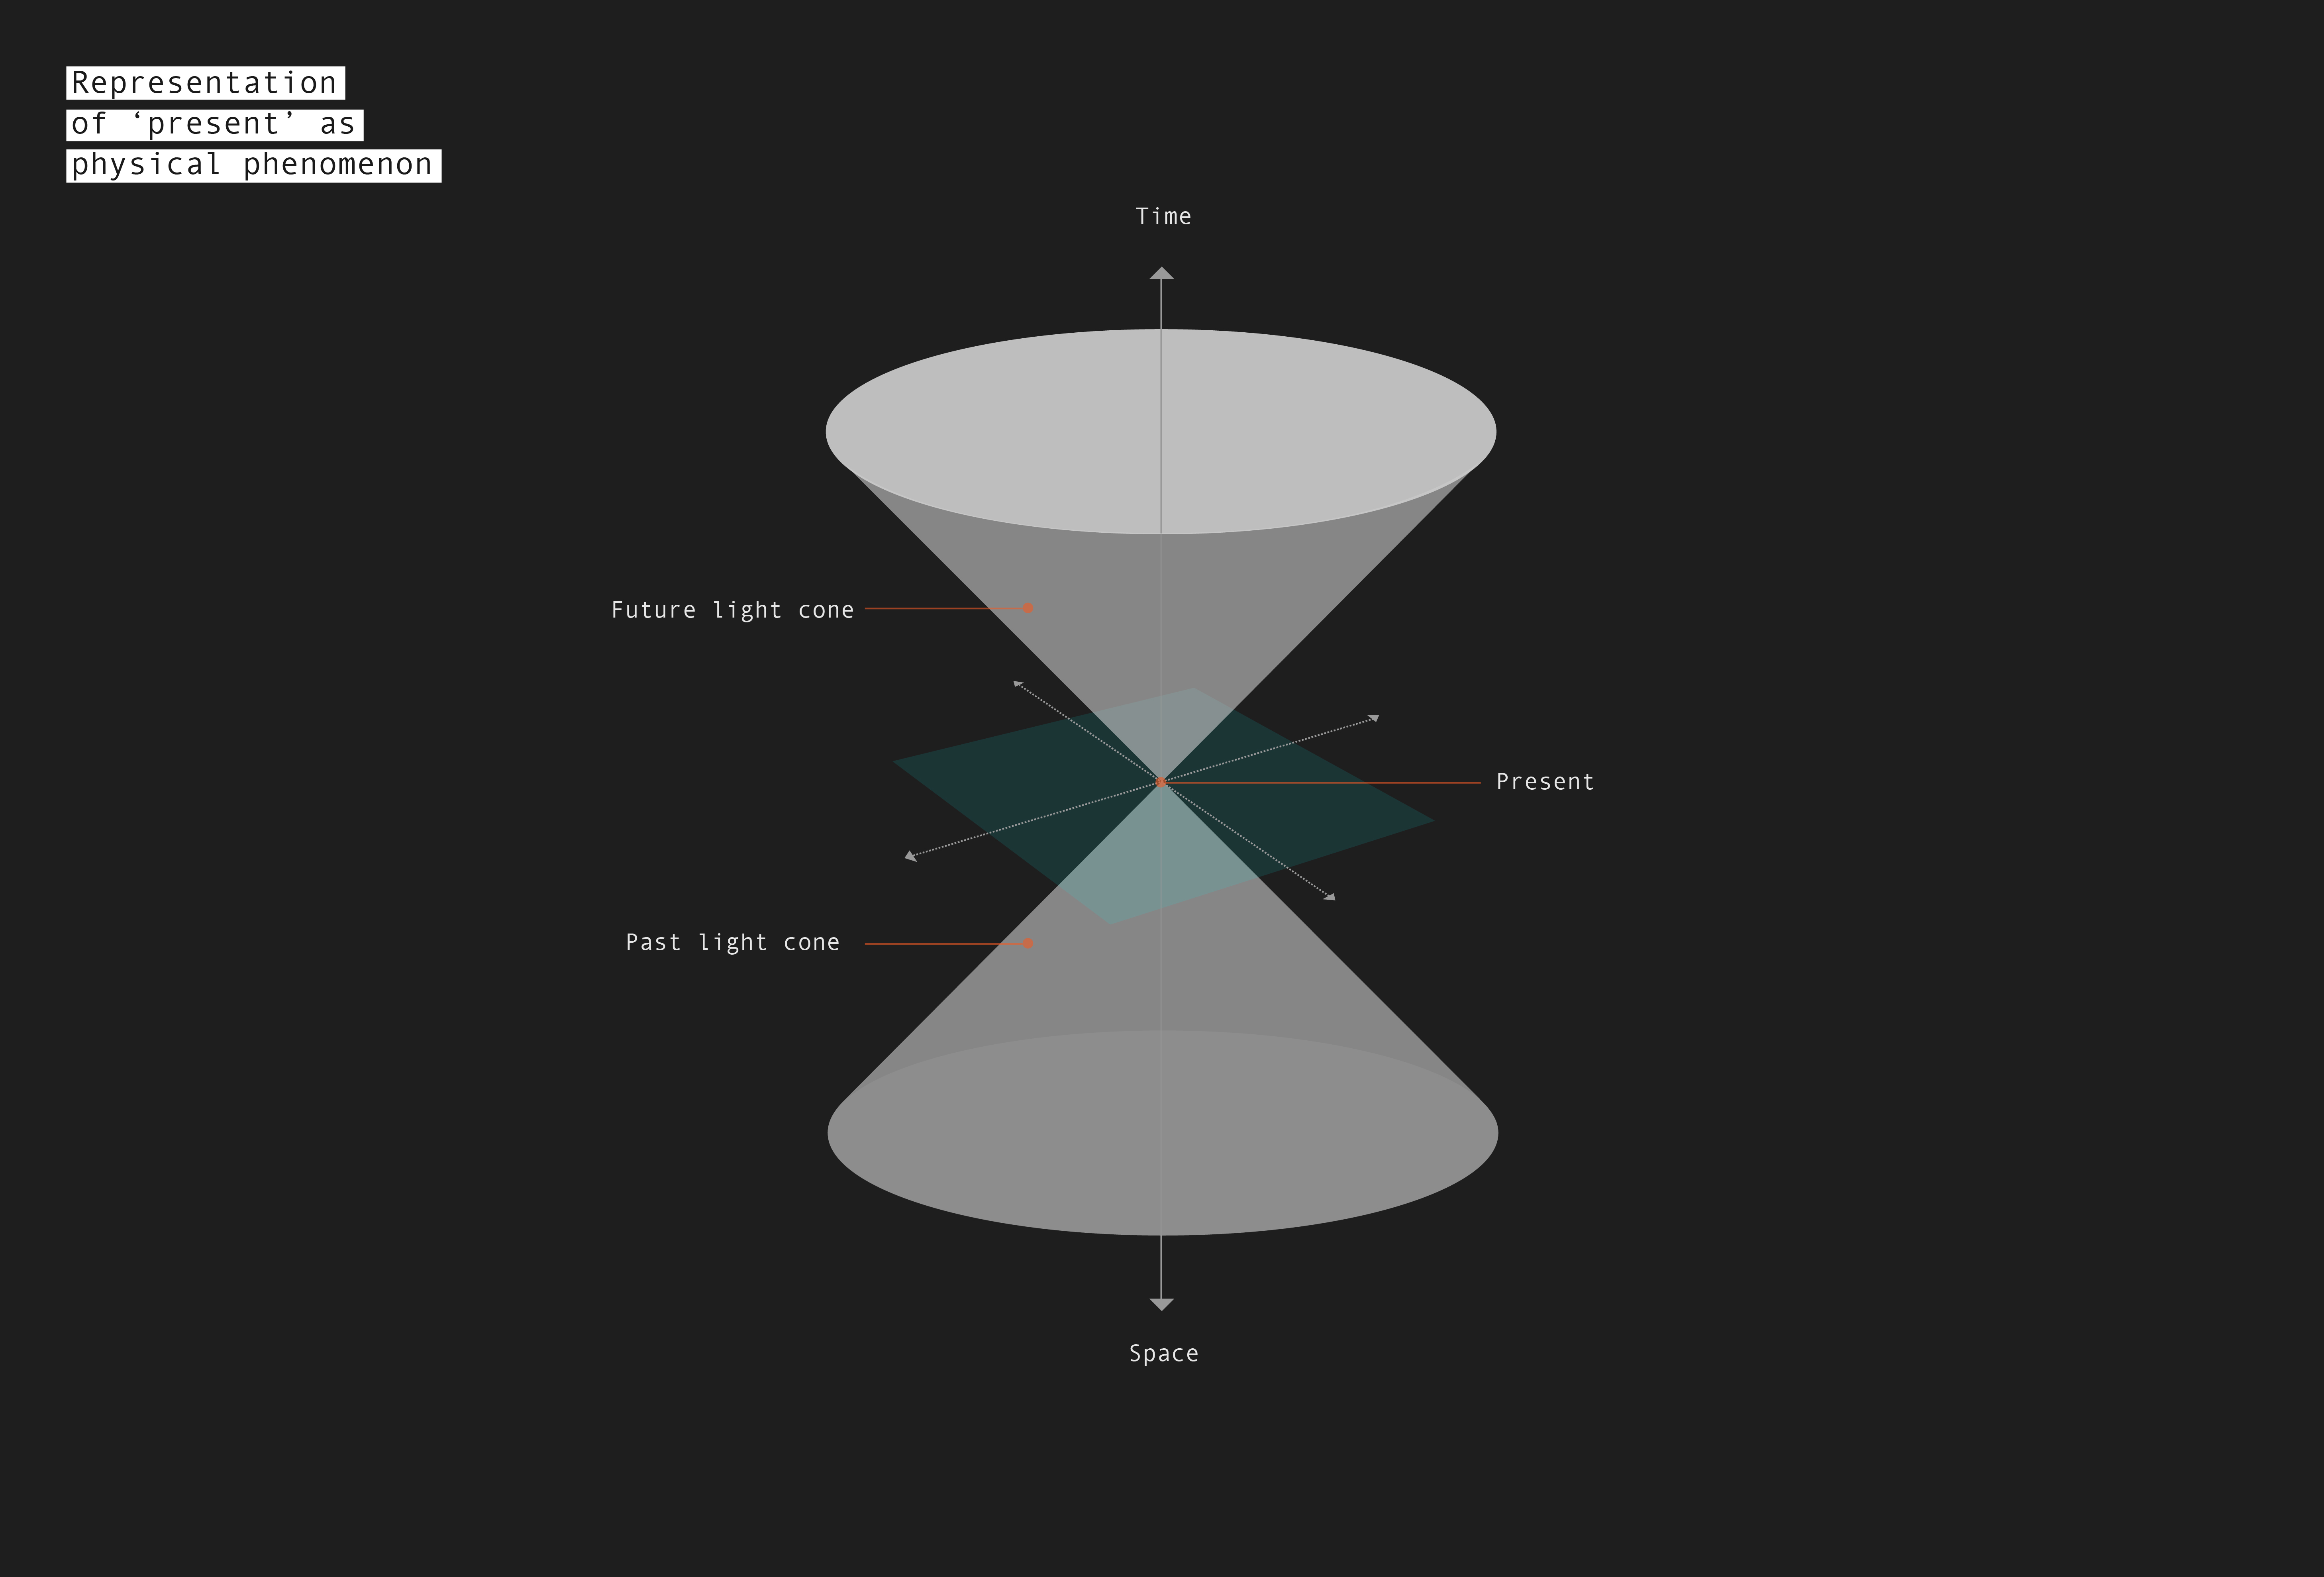 Representation
of ‘present’ as
physical phenomenon
Time
Future light cone
Present
Past light cone
Space